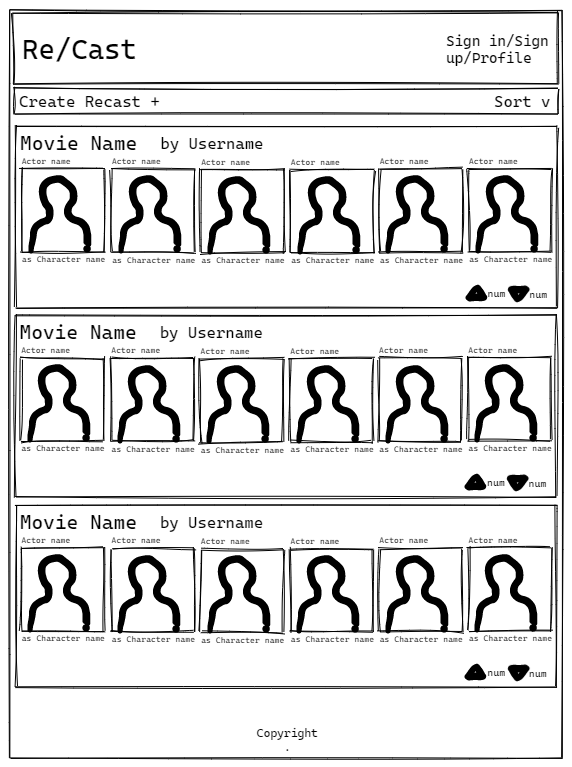 Re/Cast
Sign in/Sign
up/Profile
Create Recast +
Sort v
Movie Name by Username
Actor name Actor name Actor name Actor name Actor name Actor name
as Character name as Character name as Character name as Character name as Character name as Character name
num num
Movie Name by Username
Actor name Actor name Actor name Actor name Actor name Actor name
as Character name as Character name as Character name as Character name as Character name as Character name
num num
Movie Name by Username
Actor name Actor name Actor name Actor name Actor name Actor name
as Character name as Character name as Character name as Character name as Character name as Character name
num num
Copyright
.